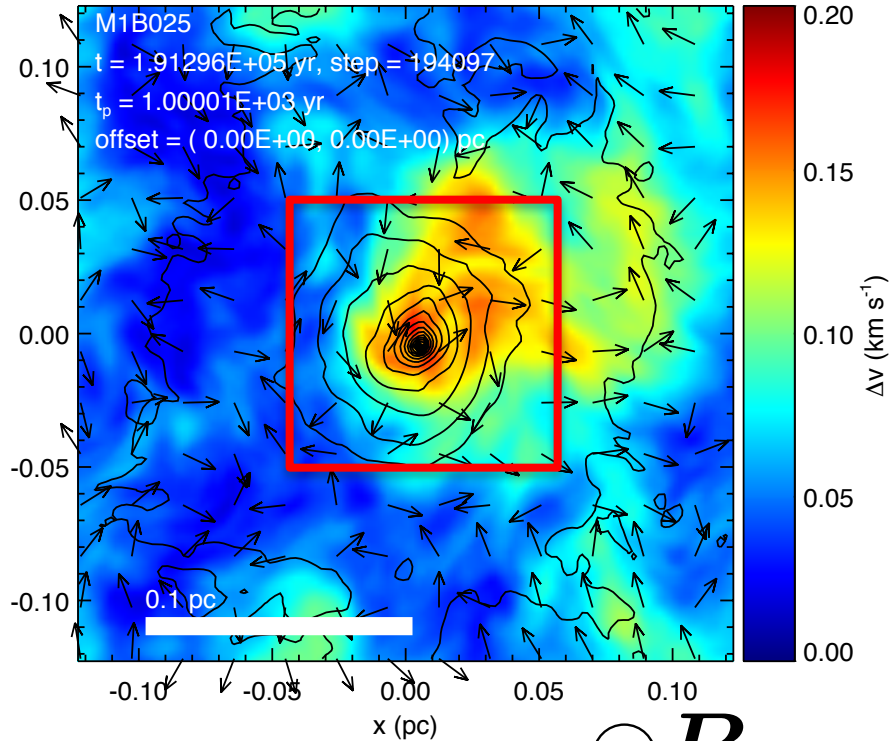 M1B025
t = 1.91296E+05 yr, step = 194097
tp = 1.00001E+03 yr
offset = ( 0.00E+00, 0.00E+00) pc
0.10
0.05
0.00
-0.05
-0.10
0.1 pc
-0.10
-0.05
0.00
0.05
0.10
x (pc)
0.20
0.15
0.10
0.05
0.00
Δv (km s-1)
B